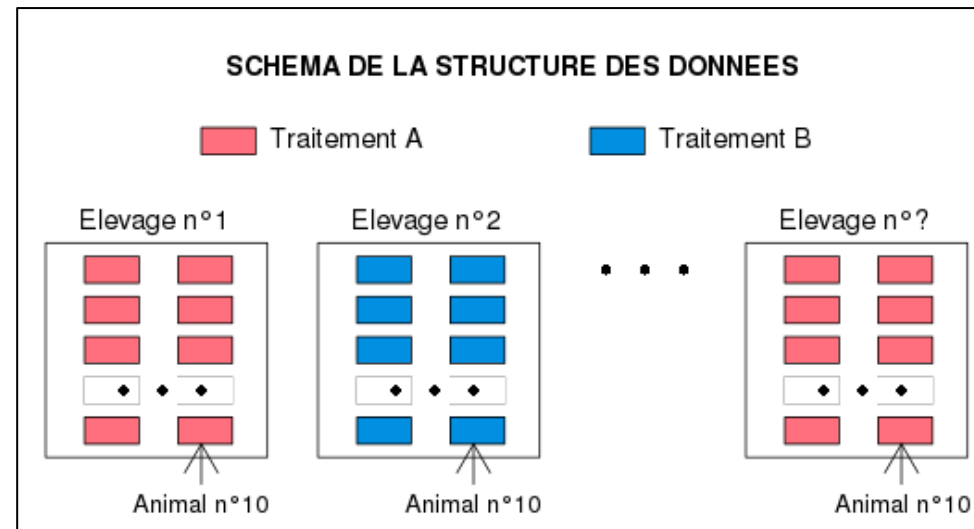 SCHEMA DE LA STRUCTURE DES DONNEES
Traitement A
Traitement B
Elevage n°1
Elevage n°2
Elevage n°?
Animal n°10
Animal n°10
Animal n°10